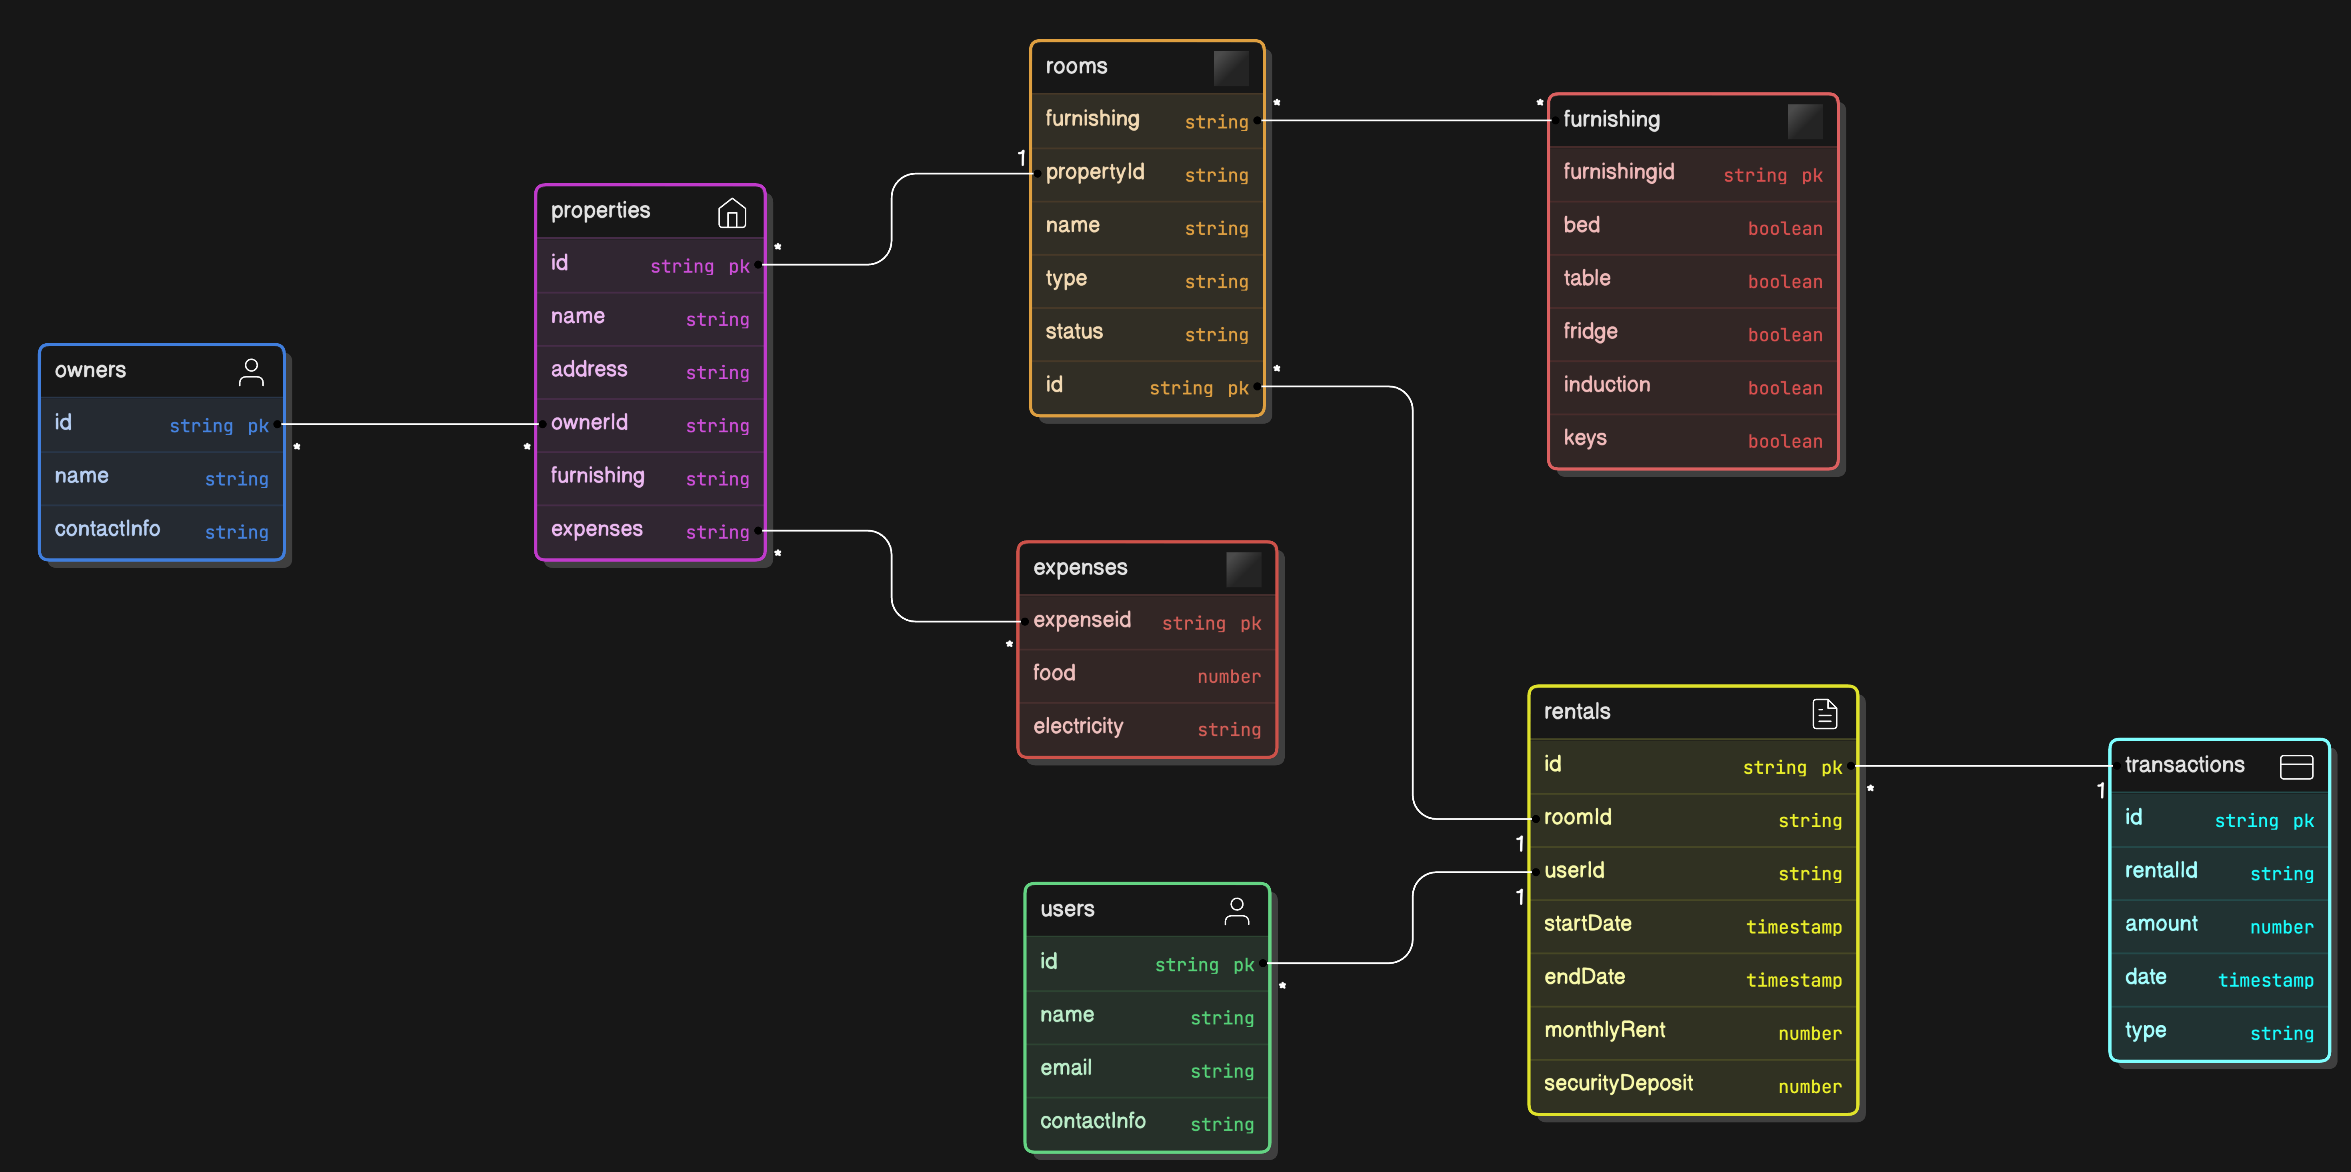 owners
id string pk
name string
contactInfo string
*
*
properties
id string pk
name string
address string
ownerId string
furnishing string
expenses string
*
*
1
rooms
furnishing string
propertyId string
name string
type string
status string
id string pk
*
*
*
furnishing
furnishingid string pk
bed boolean
table boolean
fridge boolean
induction boolean
keys boolean
*
expenses
expenseid string pk
food number
electricity string
users
id string pk
name string
email string
contactInfo string
*
1
1
rentals
id string pk
roomId string
userId string
startDate timestamp
endDate timestamp
monthlyRent number
securityDeposit number
*
1
transactions
id string pk
rentalId string
amount number
date timestamp
type string